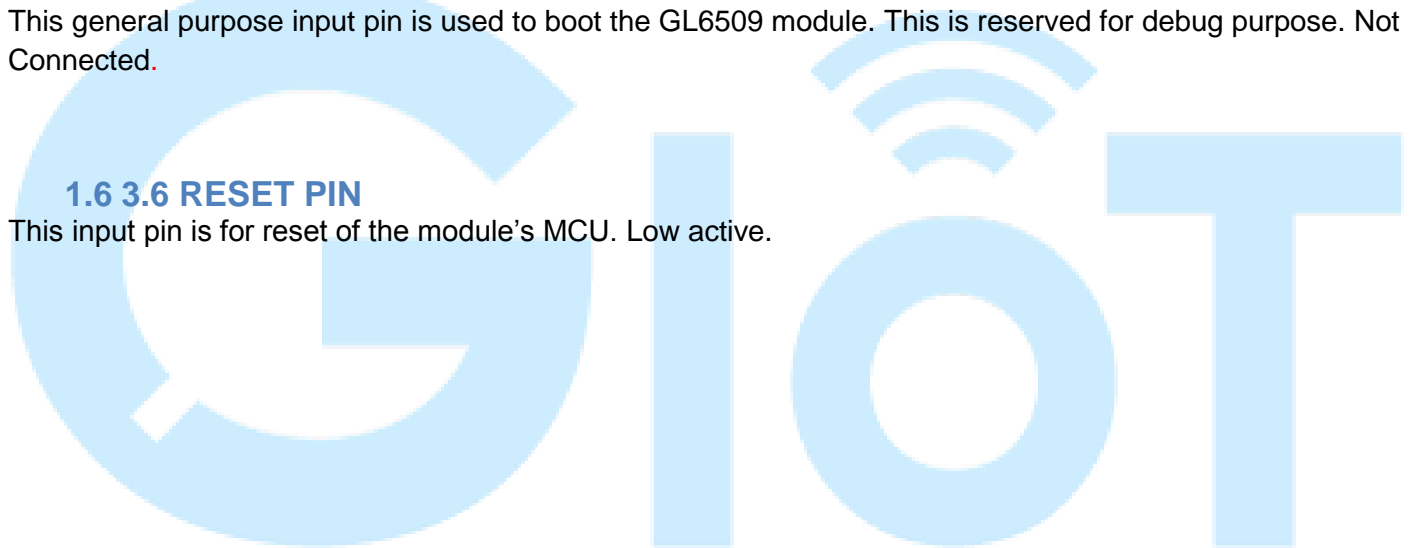 This general purpose input pin is used to boot the GL6509 module. This is reserved for debug purpose. Not
Connected.
1.6 3.6 RESET PIN
This input pin is for reset of the module's MCU. Low active.
GIoT